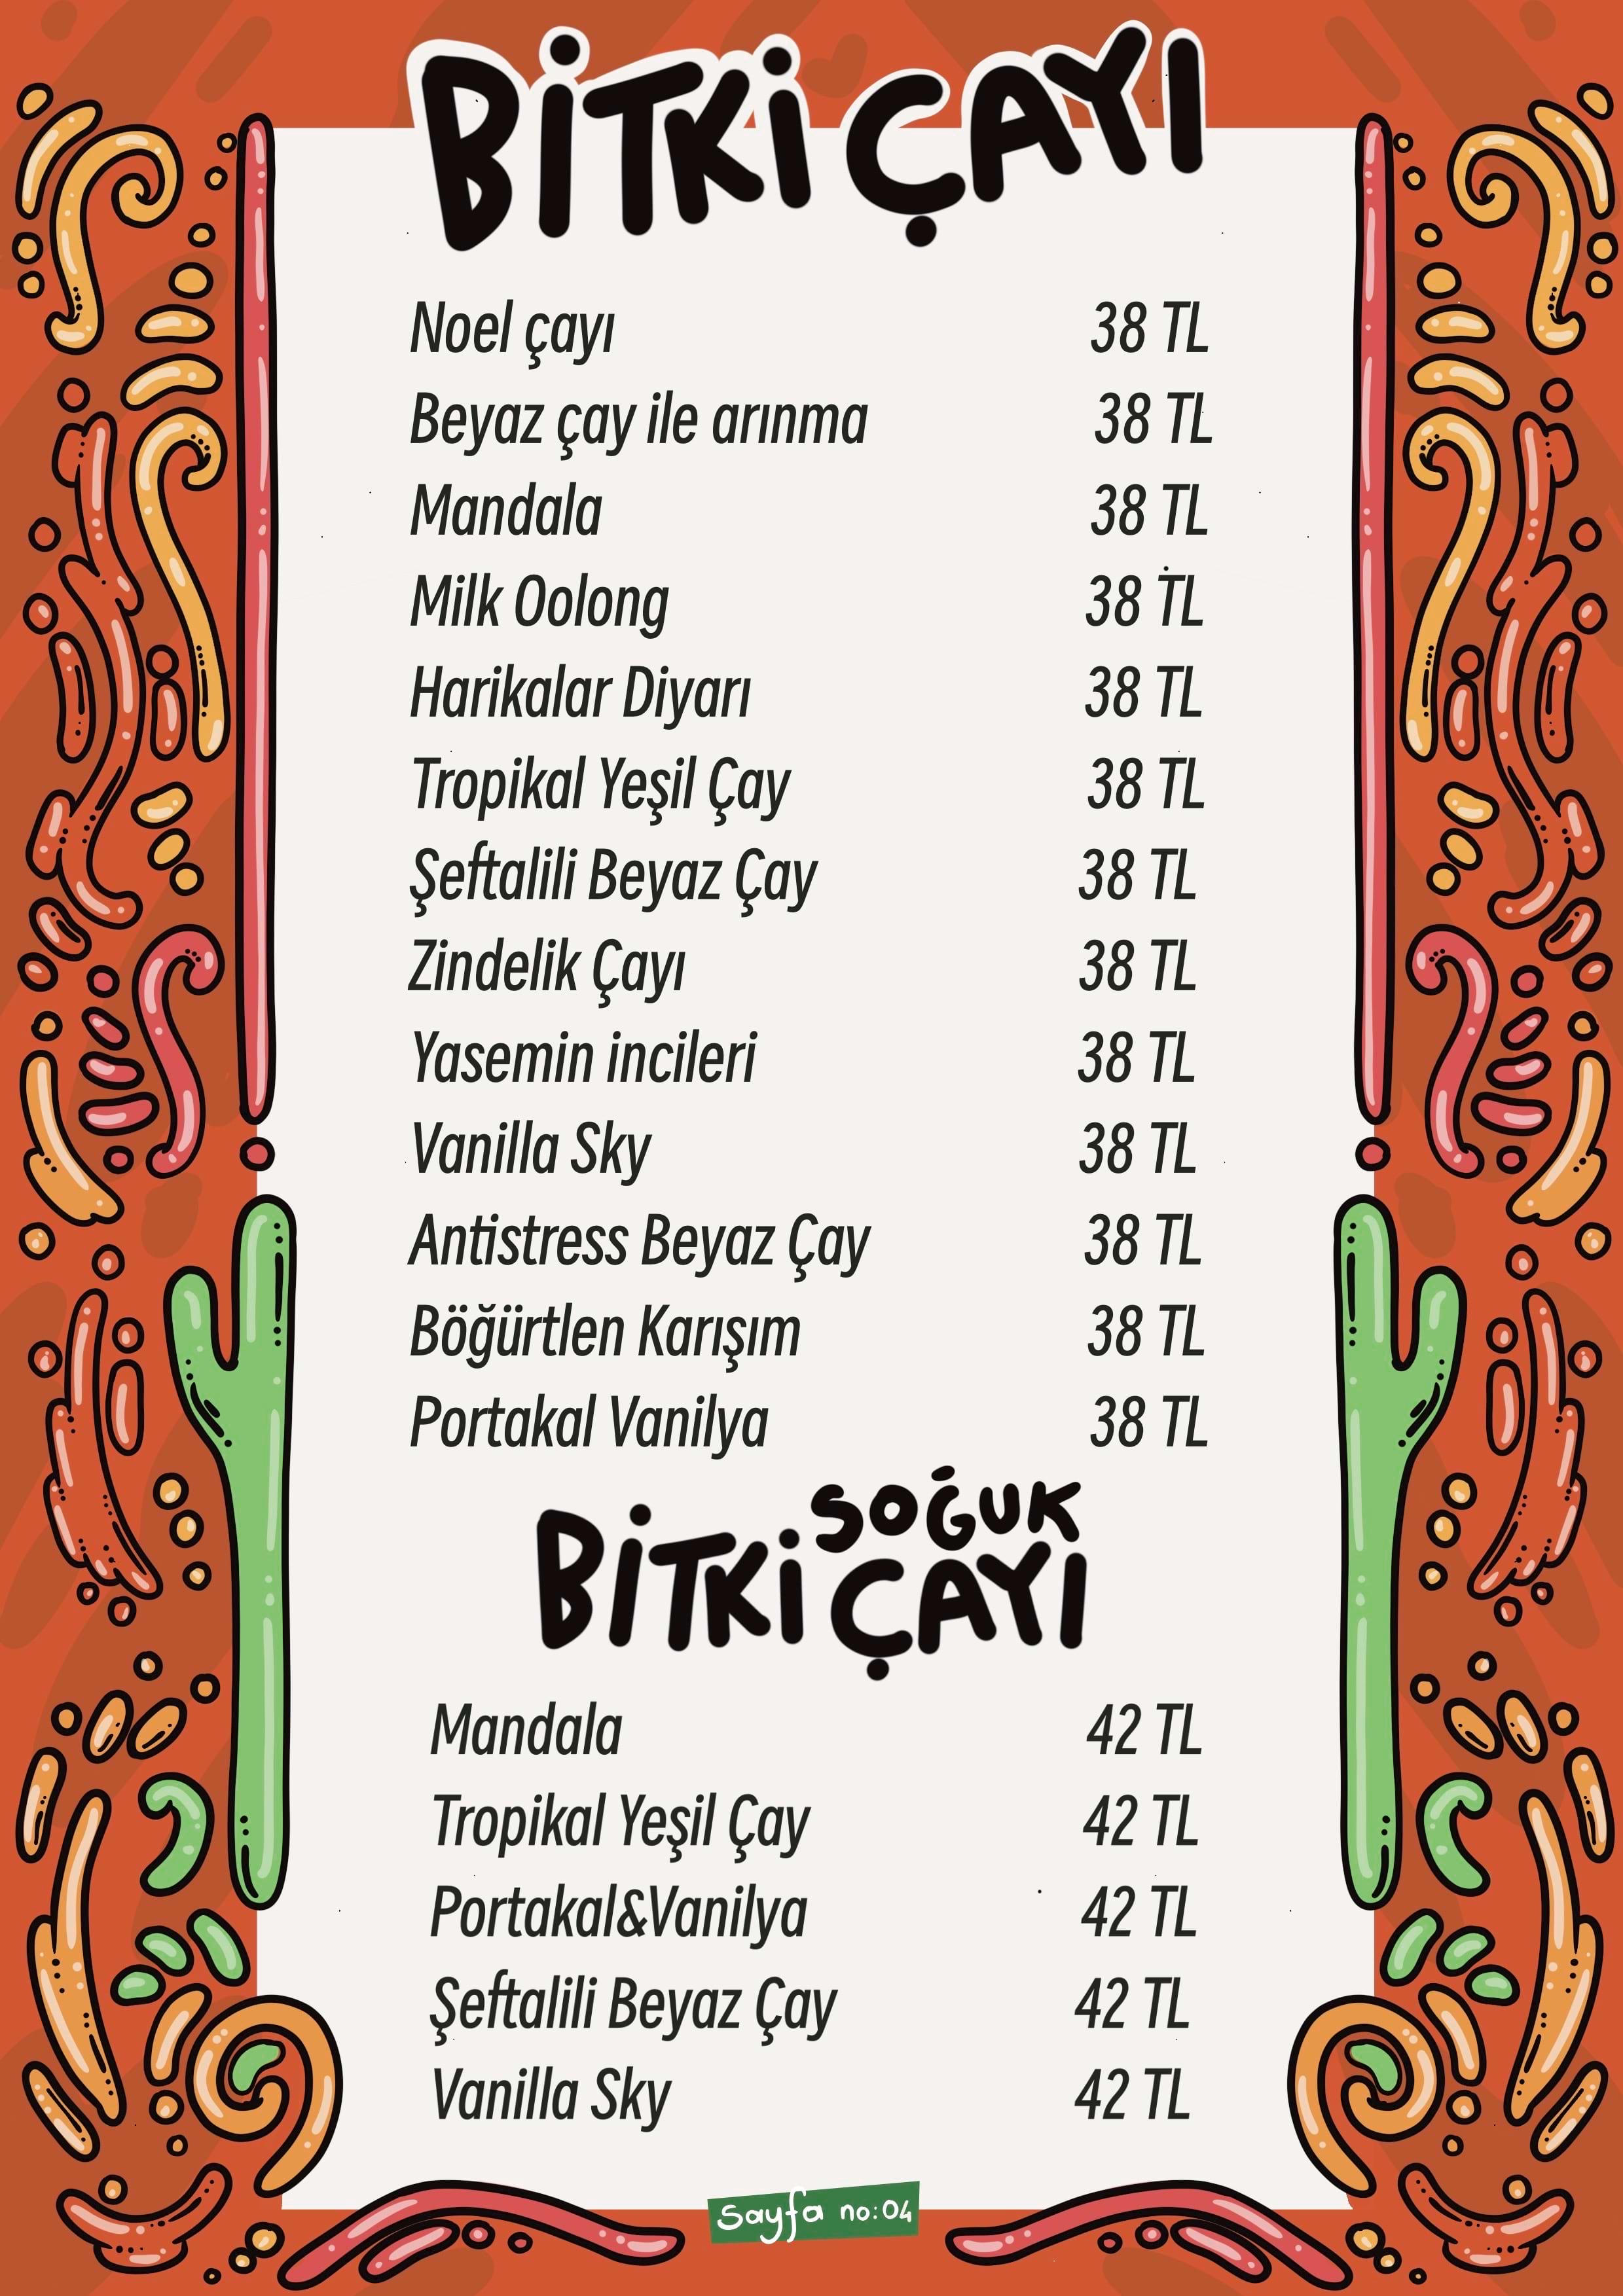 BİTKİ ÇAYI
Noel çayı 38 TL
Beyaz çay ile arınma 38 TL
Mandala 38 TL
Milk Oolong 38 TL
Harikalar Diyarı 38 TL
Tropikal Yeşil Çay 38 TL
Şeftalili Beyaz Çay 38 TL
Zindelik Çayı 38 TL
Yasemin incileri 38 TL
Vanilla Sky 38 TL
Antistress Beyaz Çay 38 TL
Böğürtlen Karışım 38 TL
Portakal Vanilya 38 TL
SOĞUK
BİTKİ ÇAYI
Mandala 42 TL
Tropikal Yeşil Çay 42 TL
Portakal&Vanilya 42 TL
Şeftalili Beyaz Çay 42 TL
Vanilla Sky 42 TL
Sayfa no:04